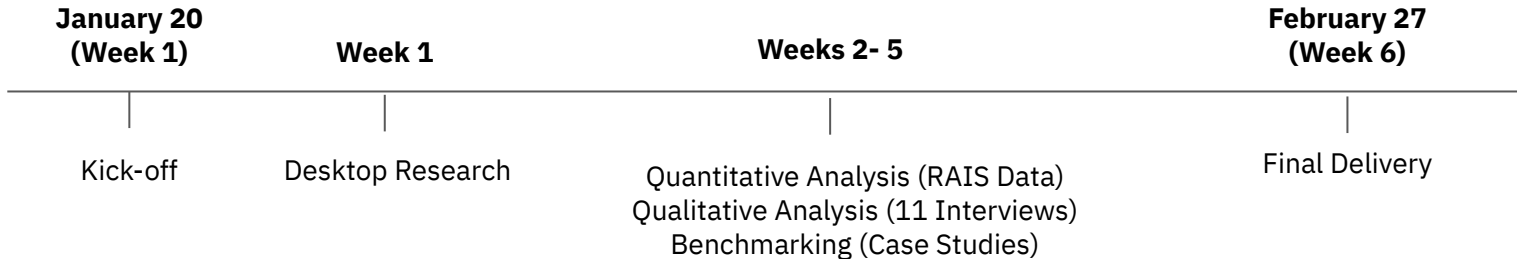 January 20
(Week 1)
Week 1
Weeks 2- 5
February 27
(Week 6)
Kick-off
Desktop Research
Quantitative Analysis (RAIS Data)
Qualitative Analysis (11 Interviews)
Benchmarking (Case Studies)
Final Delivery